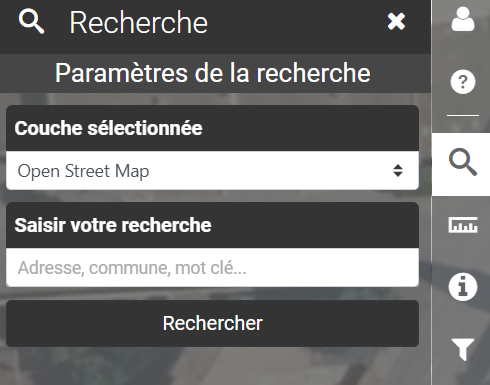 Recherche
Paramètres de la recherche
Couche sélectionnée
Open Street Map
Saisir votre recherche
Adresse, commune, mot clé...
Rechercher